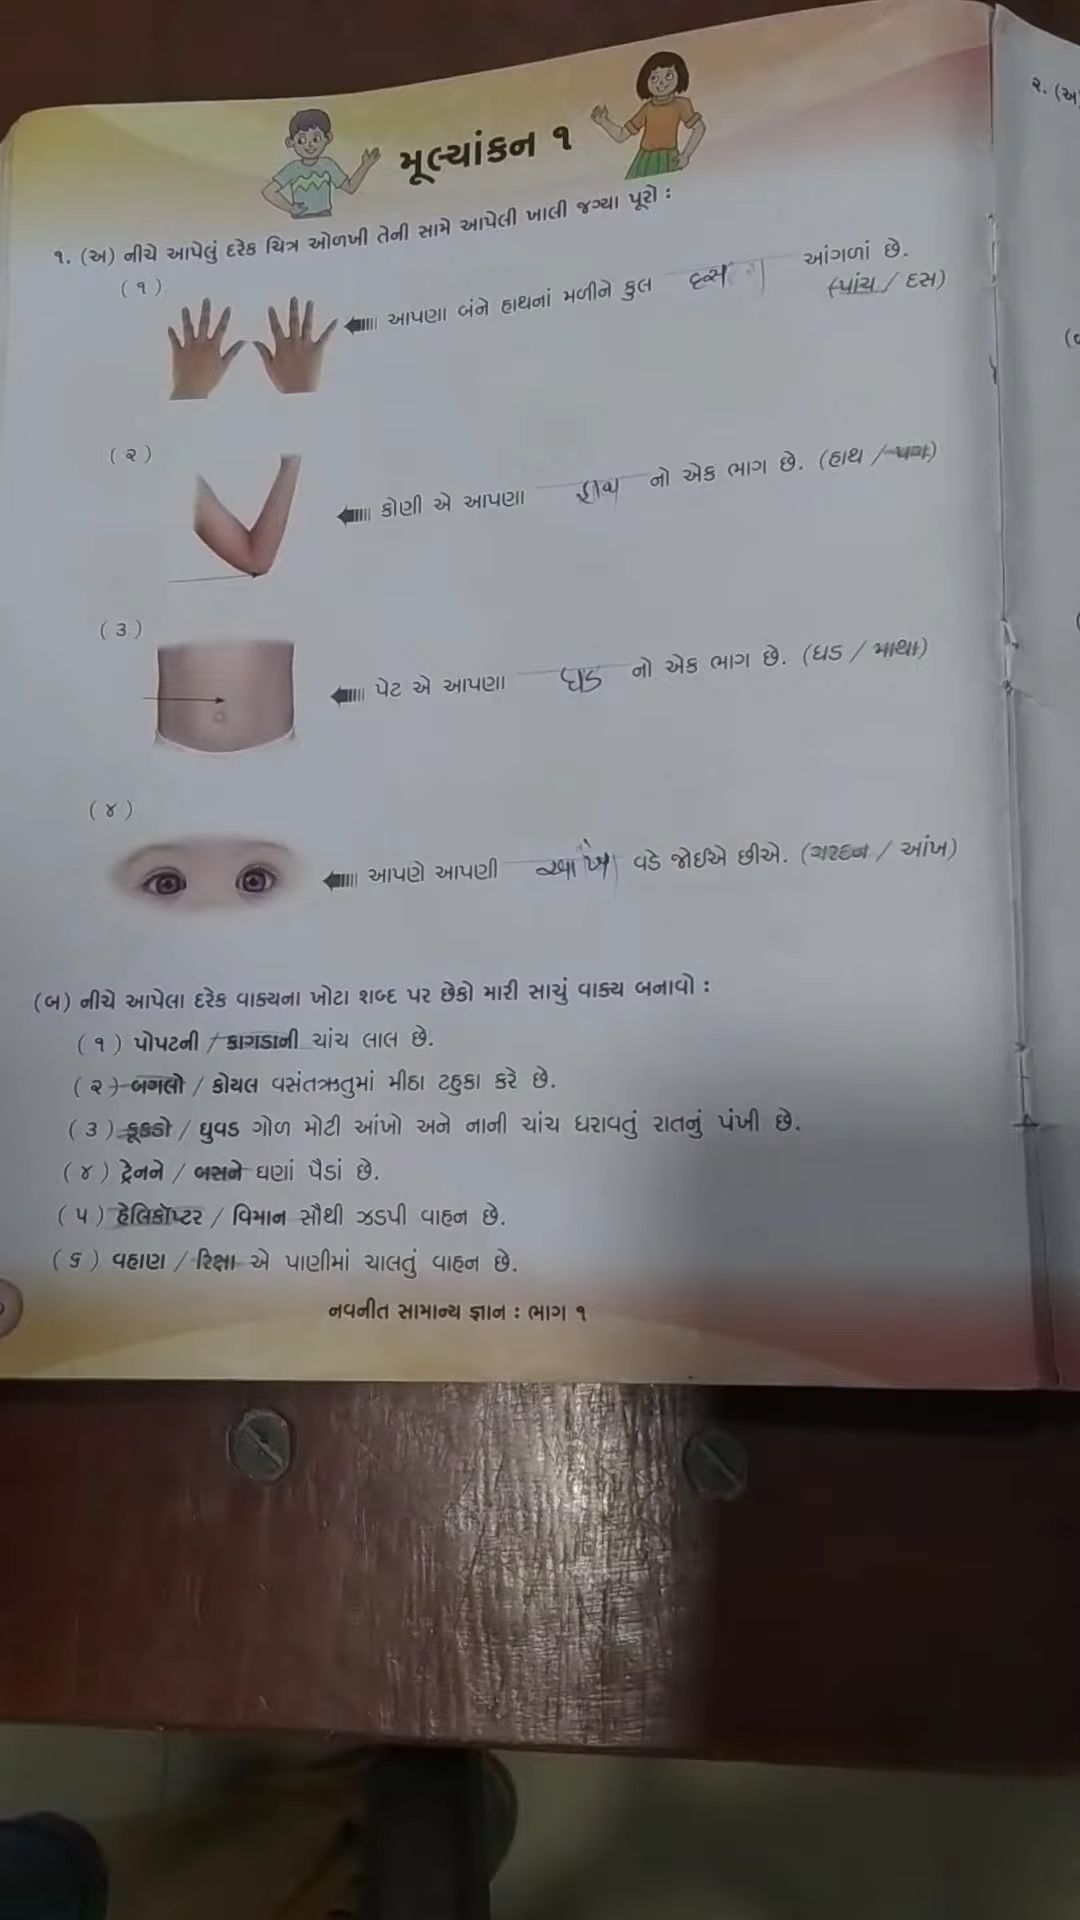 મૂલ્યાંકન ૧
૧. (અ) નીચે આપેલું દરેક ચિત્ર ઓળખી તેની સામે આપેલી ખાલી જગ્યા પૂરો :
(૧)
આપણા બંને હાથનાં મળીને કુલ દસ આંગળાં છે.
(પાંચ / દસ)
(૨)
કોણી એ આપણા હાથ નો એક ભાગ છે. (હાથ / પગ)
(૩)
પેટ એ આપણા ધડ નો એક ભાગ છે. (ધડ / માથા)
(૪)
આપણે આપણી આંખ વડે જોઈએ છીએ. (ગરદન / આંખ)
(બ) નીચે આપેલા દરેક વાક્યના ખોટા શબ્દ પર છેકો મારી સાચું વાક્ય બનાવો :
(૧) પોપટની / કાગડાની ચાંચ લાલ છે.
(૨) બગલો / કોયલ વસંતઋતુમાં મીઠા ટહુકા કરે છે.
(૩) કૂકડો / ઘુવડ ગોળ મોટી આંખો અને નાની ચાંચ ધરાવતું રાતનું પંખી છે.
(૪) ટ્રેનને / બસને ઘણાં પૈડાં છે.
(૫) હેલિકૉપ્ટર / વિમાન સૌથી ઝડપી વાહન છે.
(૬) વહાણ / રિક્ષા એ પાણીમાં ચાલતું વાહન છે.
નવનીત સામાન્ય જ્ઞાન : ભાગ ૧
૨. (અ)